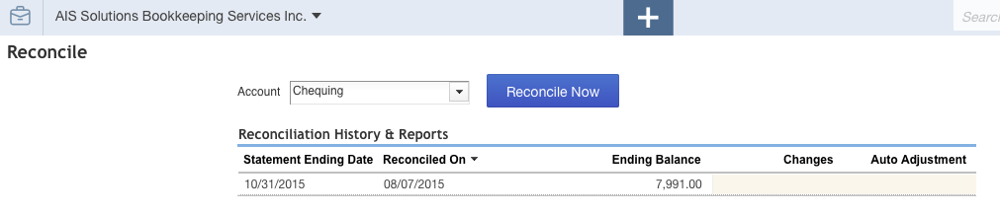 AIS Solutions Bookkeeping Services Inc. Search
Reconcile
Account Chequing Reconcile Now
Reconciliation History & Reports
Statement Ending Date Reconciled On Ending Balance Changes Auto Adjustment
10/31/2015 08/07/2015 7,991.00